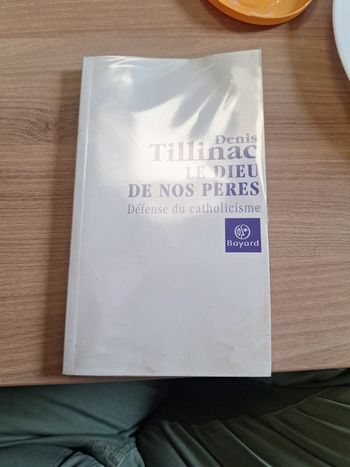 Denis
Tillinac
LE DIEU
DE NOS PÈRES
Défense du catholicisme
Bayard